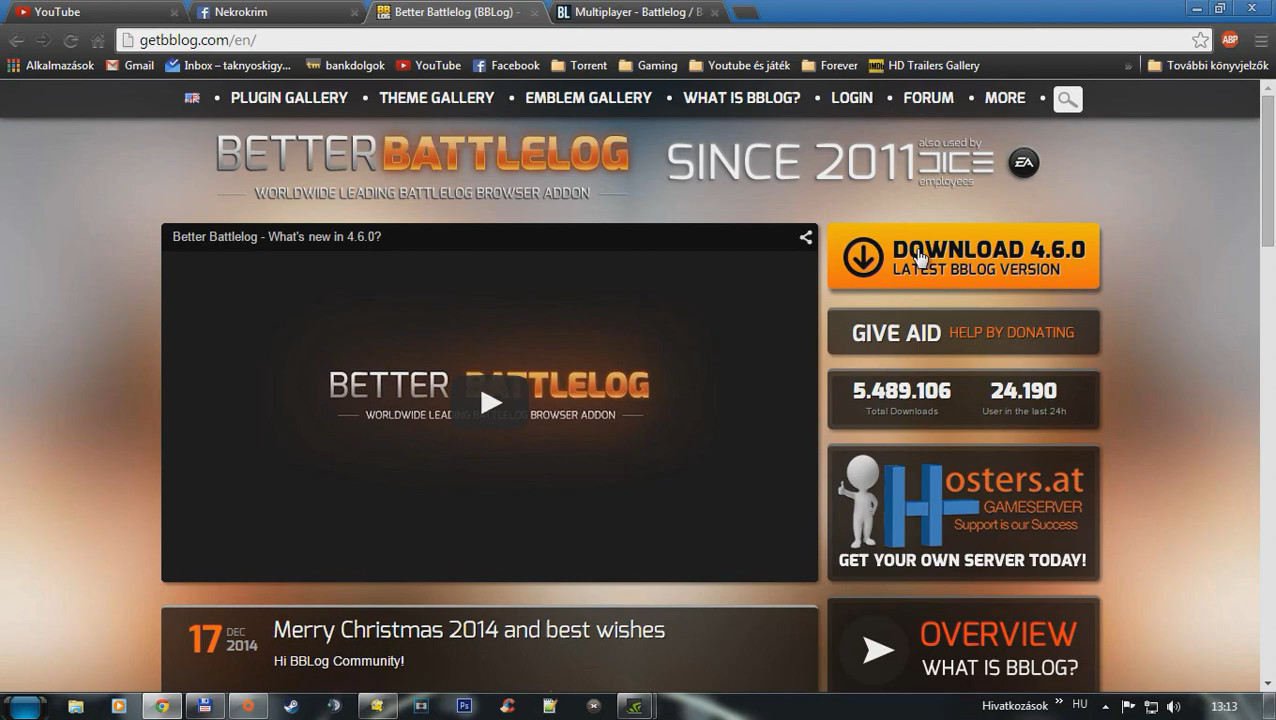 YouTube
Nekrokrim
Better Battlelog (BBLog) -
Multiplayer - Battlelog / B
getbblog.com/en/
ABP
Alkalmazások
Gmail
Inbox – taknyoskigy...
bankdolgok
YouTube
Facebook
Torrent
Gaming
Youtube és játék
Forever
HD Trailers Gallery
»
További könyvjelzők
• PLUGIN GALLERY • THEME GALLERY • EMBLEM GALLERY • WHAT IS BBLOG? • LOGIN • FORUM • MORE •
BETTER BATTLELOG
WORLDWIDE LEADING BATTLELOG BROWSER ADDON
SINCE 2011
also used by
DICE
employees
EA
Better Battlelog - What's new in 4.6.0?
BETTER BATTLELOG
WORLDWIDE LEADING BATTLELOG BROWSER ADDON
DOWNLOAD 4.6.0
LATEST BBLOG VERSION
GIVE AID HELP BY DONATING
5.489.106
Total Downloads
24.190
User in the last 24h
Hosters.at
GAMESERVER
Support is our Success
GET YOUR OWN SERVER TODAY!
17 DEC 2014
Merry Christmas 2014 and best wishes
Hi BBLog Community!
OVERVIEW
WHAT IS BBLOG?
Hivatkozások
»
HU
13:13